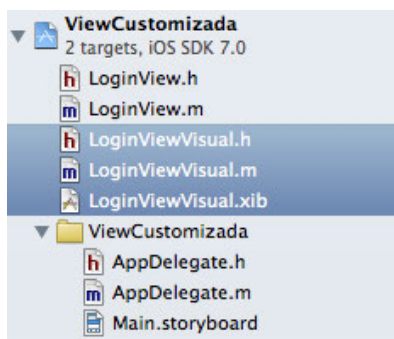 ViewCustomizada
2 targets, iOS SDK 7.0
h LoginView.h
m LoginView.m
h LoginViewVisual.h
m LoginViewVisual.m
LoginViewVisual.xib
ViewCustomizada
h AppDelegate.h
m AppDelegate.m
Main.storyboard